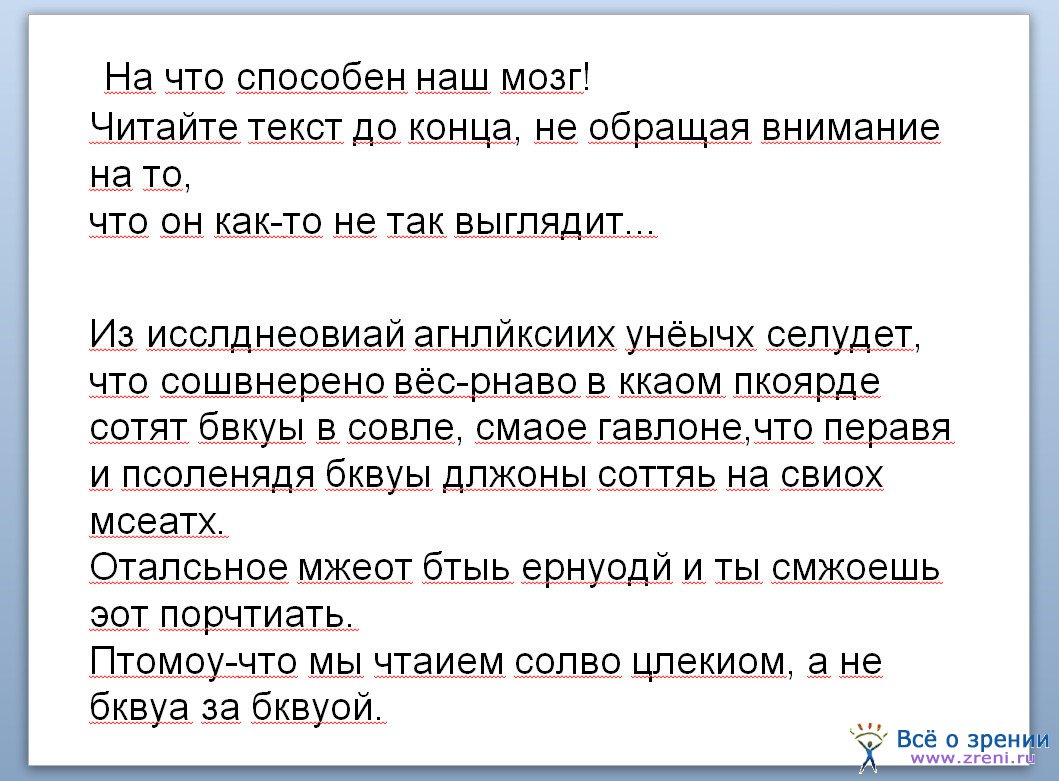 На что способен наш мозг!
Читайте текст до конца, не обращая внимание
на то,
что он как-то не так выглядит...
Из исслднеовиай агнлйксиих унёычх селудет,
что сошвнерено вёс-рнаво в ккаом пкоярде
сотят бвкуы в совле, смаое гавлоне,что перавя
и псоленядя бквуы длжоны соттяь на свиох
мсеатх.
Оталсьное мжеот бтыь ернуодй и ты смжоешь
эот порчтиать.
Птомоу-что мы чтаием солво цлекиом, а не
бквуа за бквуой.
Всё о зрении
www.zreni.ru